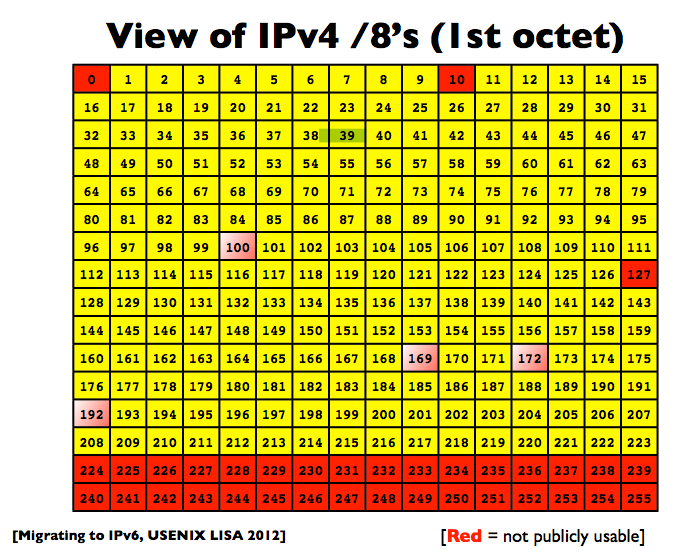 View of IPv4 /8's (1st octet)
0 1 2 3 4 5 6 7 8 9 10 11 12 13 14 15
16 17 18 19 20 21 22 23 24 25 26 27 28 29 30 31
32 33 34 35 36 37 38 39 40 41 42 43 44 45 46 47
48 49 50 51 52 53 54 55 56 57 58 59 60 61 62 63
64 65 66 67 68 69 70 71 72 73 74 75 76 77 78 79
80 81 82 83 84 85 86 87 88 89 90 91 92 93 94 95
96 97 98 99 100 101 102 103 104 105 106 107 108 109 110 111
112 113 114 115 116 117 118 119 120 121 122 123 124 125 126 127
128 129 130 131 132 133 134 135 136 137 138 139 140 141 142 143
144 145 146 147 148 149 150 151 152 153 154 155 156 157 158 159
160 161 162 163 164 165 166 167 168 169 170 171 172 173 174 175
176 177 178 179 180 181 182 183 184 185 186 187 188 189 190 191
192 193 194 195 196 197 198 199 200 201 202 203 204 205 206 207
208 209 210 211 212 213 214 215 216 217 218 219 220 221 222 223
224 225 226 227 228 229 230 231 232 233 234 235 236 237 238 239
240 241 242 243 244 245 246 247 248 249 250 251 252 253 254 255
[Migrating to IPv6, USENIX LISA 2012] [Red = not publicly usable]